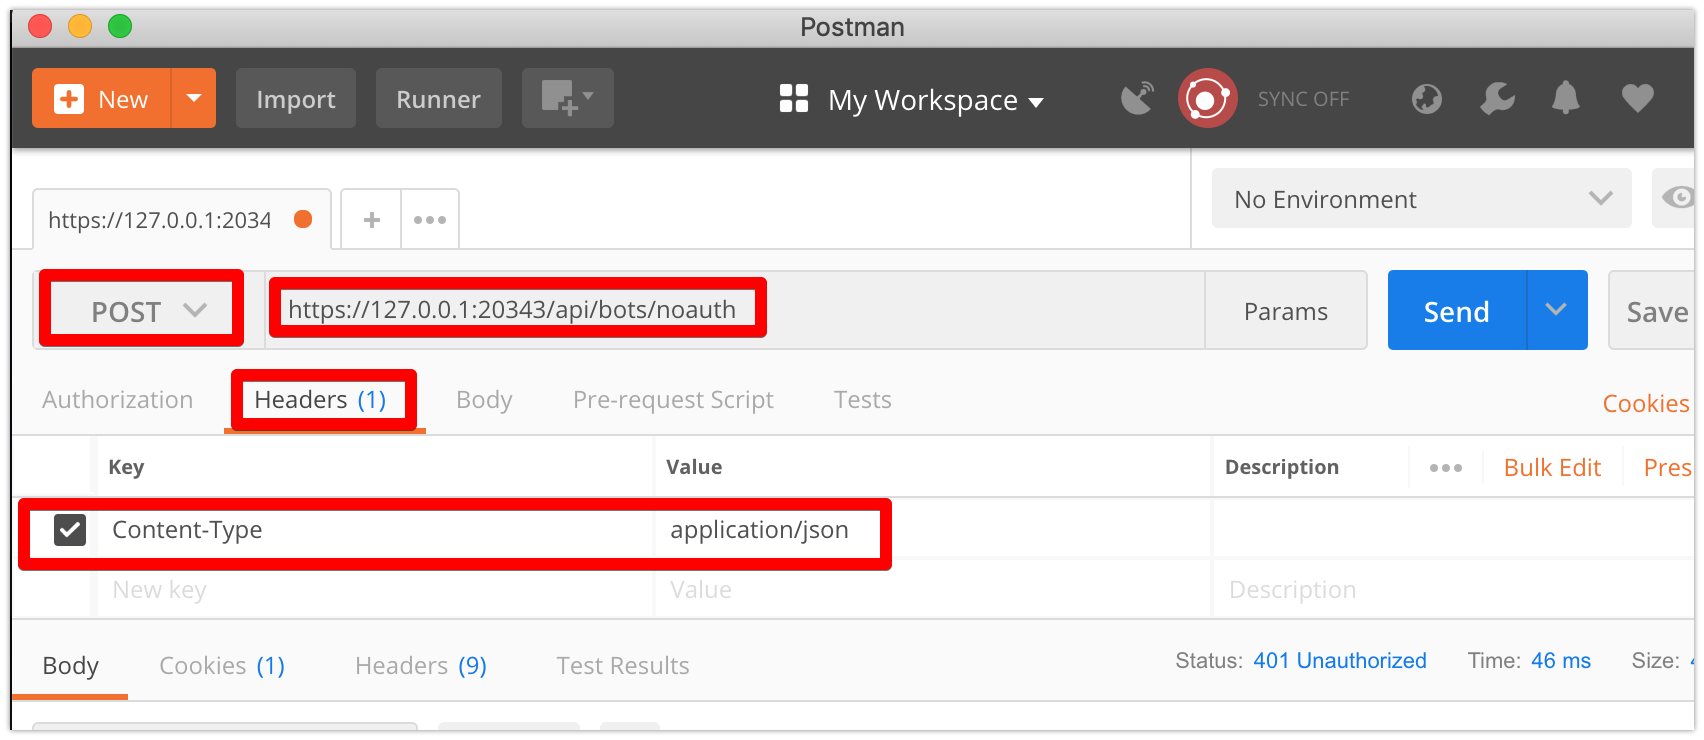 Postman
New Import Runner My Workspace SYNC OFF
https://127.0.0.1:2034 No Environment
POST https://127.0.0.1:20343/api/bots/noauth Params Send Save
Authorization Headers (1) Body Pre-request Script Tests Cookies
Key Value Description Bulk Edit Pres
Content-Type application/json
New key Value Description
Body Cookies (1) Headers (9) Test Results Status: 401 Unauthorized Time: 46 ms Size: